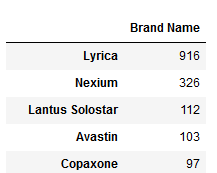 Brand Name
Lyrica 916
Nexium 326
Lantus Solostar 112
Avastin 103
Copaxone 97